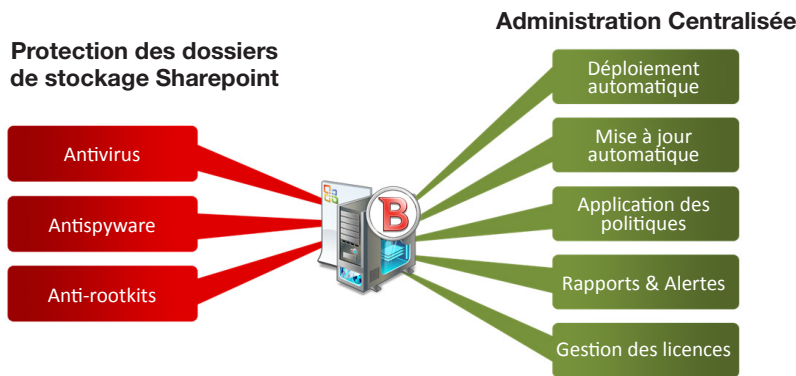 Administration Centralisée
Protection des dossiers
de stockage Sharepoint
Antivirus
Antispyware
Anti-rootkits
B
Déploiement
automatique
Mise à jour
automatique
Application des
politiques
Rapports & Alertes
Gestion des licences